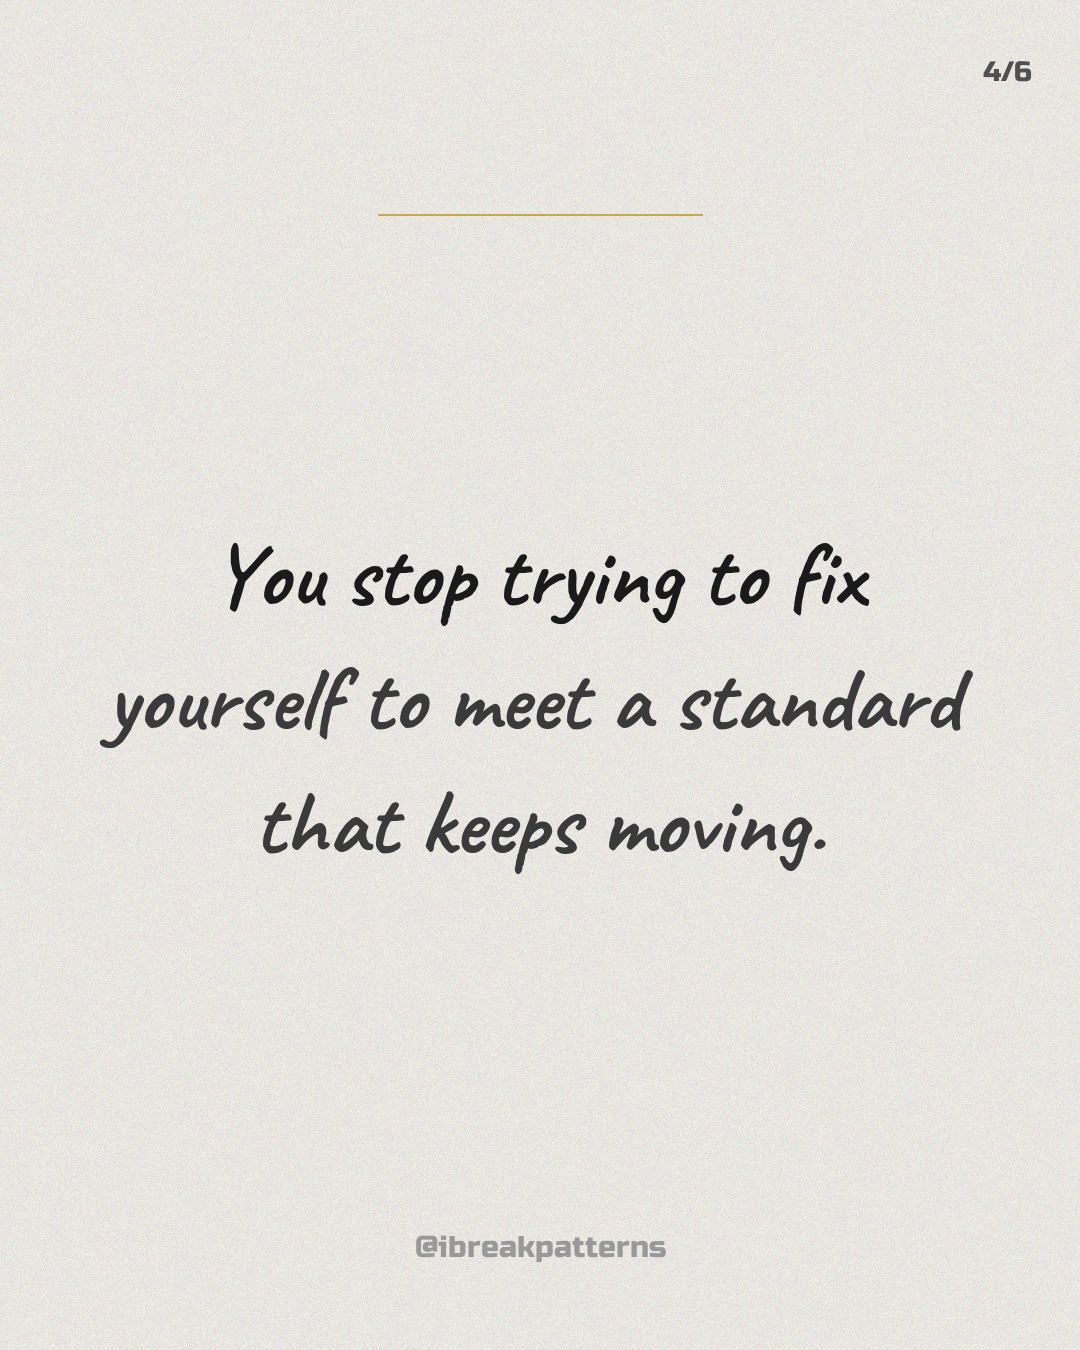 4/6
You stop trying to fix
yourself to meet a standard
that keeps moving.
@ibreakpatterns